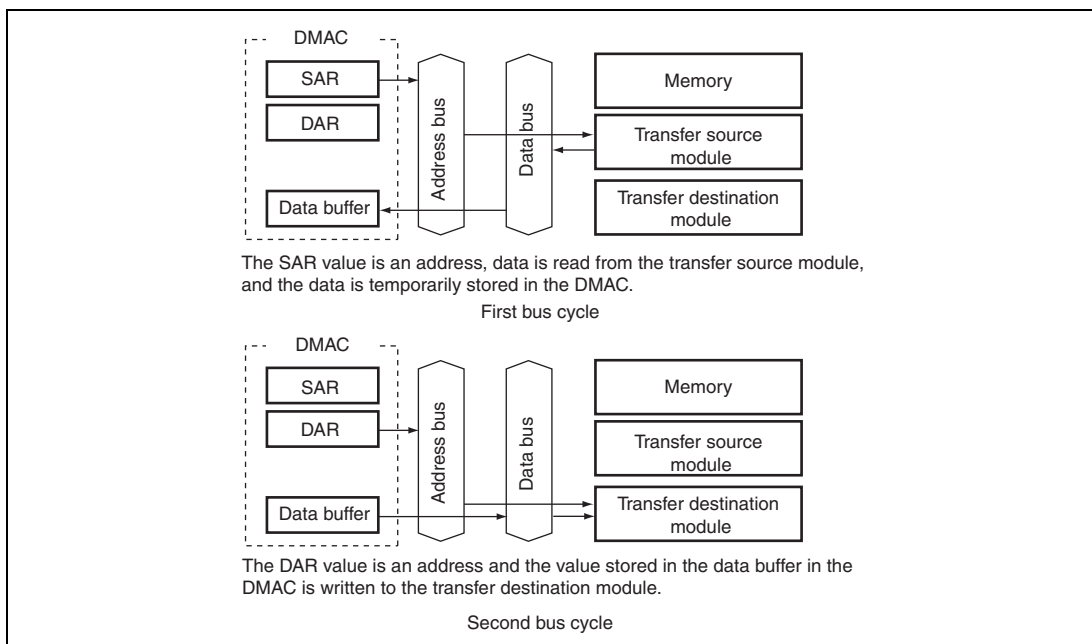 DMAC
SAR
DAR
Data buffer
Address bus
Data bus
Memory
Transfer source
module
Transfer destination
module
The SAR value is an address, data is read from the transfer source module,
and the data is temporarily stored in the DMAC.
First bus cycle
DMAC
SAR
DAR
Data buffer
Address bus
Data bus
Memory
Transfer source
module
Transfer destination
module
The DAR value is an address and the value stored in the data buffer in the
DMAC is written to the transfer destination module.
Second bus cycle